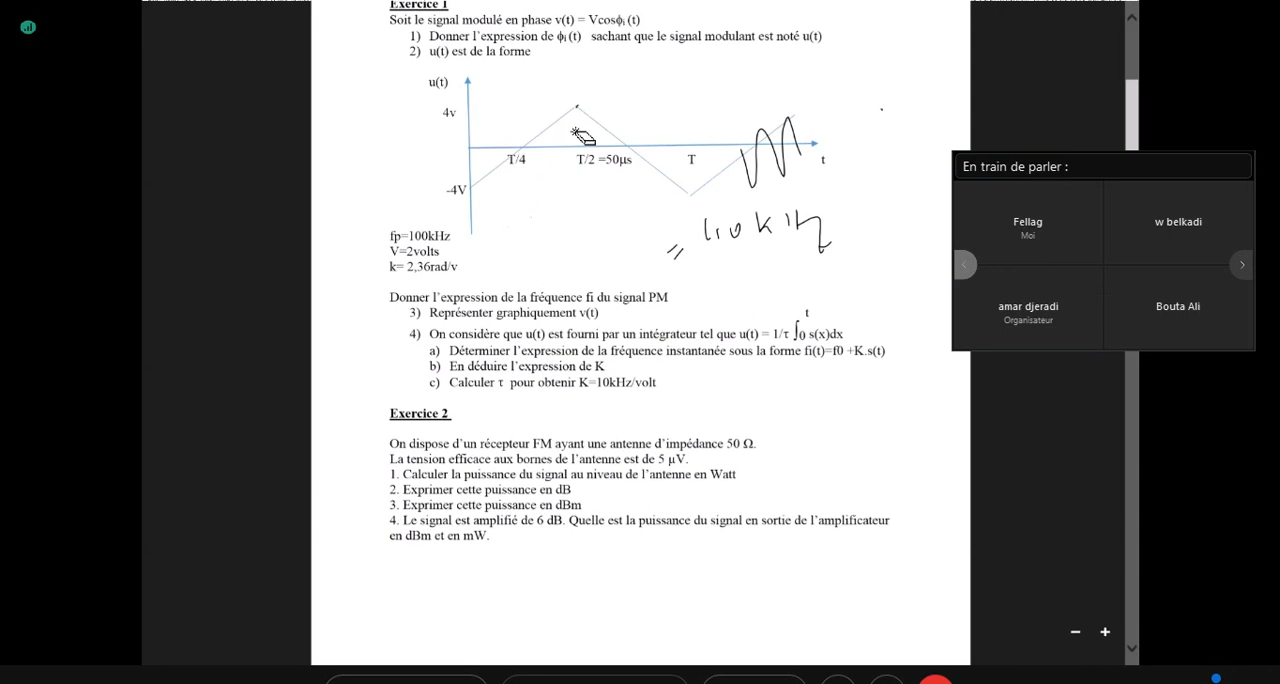 Exercice 1
Soit le signal modulé en phase v(t) = Vcosϕi (t)
1) Donner l'expression de ϕi (t) sachant que le signal modulant est noté u(t)
2) u(t) est de la forme
u(t)
4v
T/4 T/2 =50µs T t
-4V
fp=100kHz
V=2volts
k= 2,36rad/v
= 110 kHz
Donner l'expression de la fréquence fi du signal PM
3) Représenter graphiquement v(t)
4) On considère que u(t) est fourni par un intégrateur tel que u(t) = 1/τ ∫0 t s(x)dx
a) Déterminer l'expression de la fréquence instantanée sous la forme fi(t)=f0 +K.s(t)
b) En déduire l'expression de K
c) Calculer τ pour obtenir K=10kHz/volt
Exercice 2
On dispose d'un récepteur FM ayant une antenne d'impédance 50 Ω.
La tension efficace aux bornes de l'antenne est de 5 µV.
1. Calculer la puissance du signal au niveau de l'antenne en Watt
2. Exprimer cette puissance en dB
3. Exprimer cette puissance en dBm
4. Le signal est amplifié de 6 dB. Quelle est la puissance du signal en sortie de l'amplificateur
en dBm et en mW.
En train de parler :
Fellag
Moi
w belkadi
amar djeradi
Organisateur
Bouta Ali